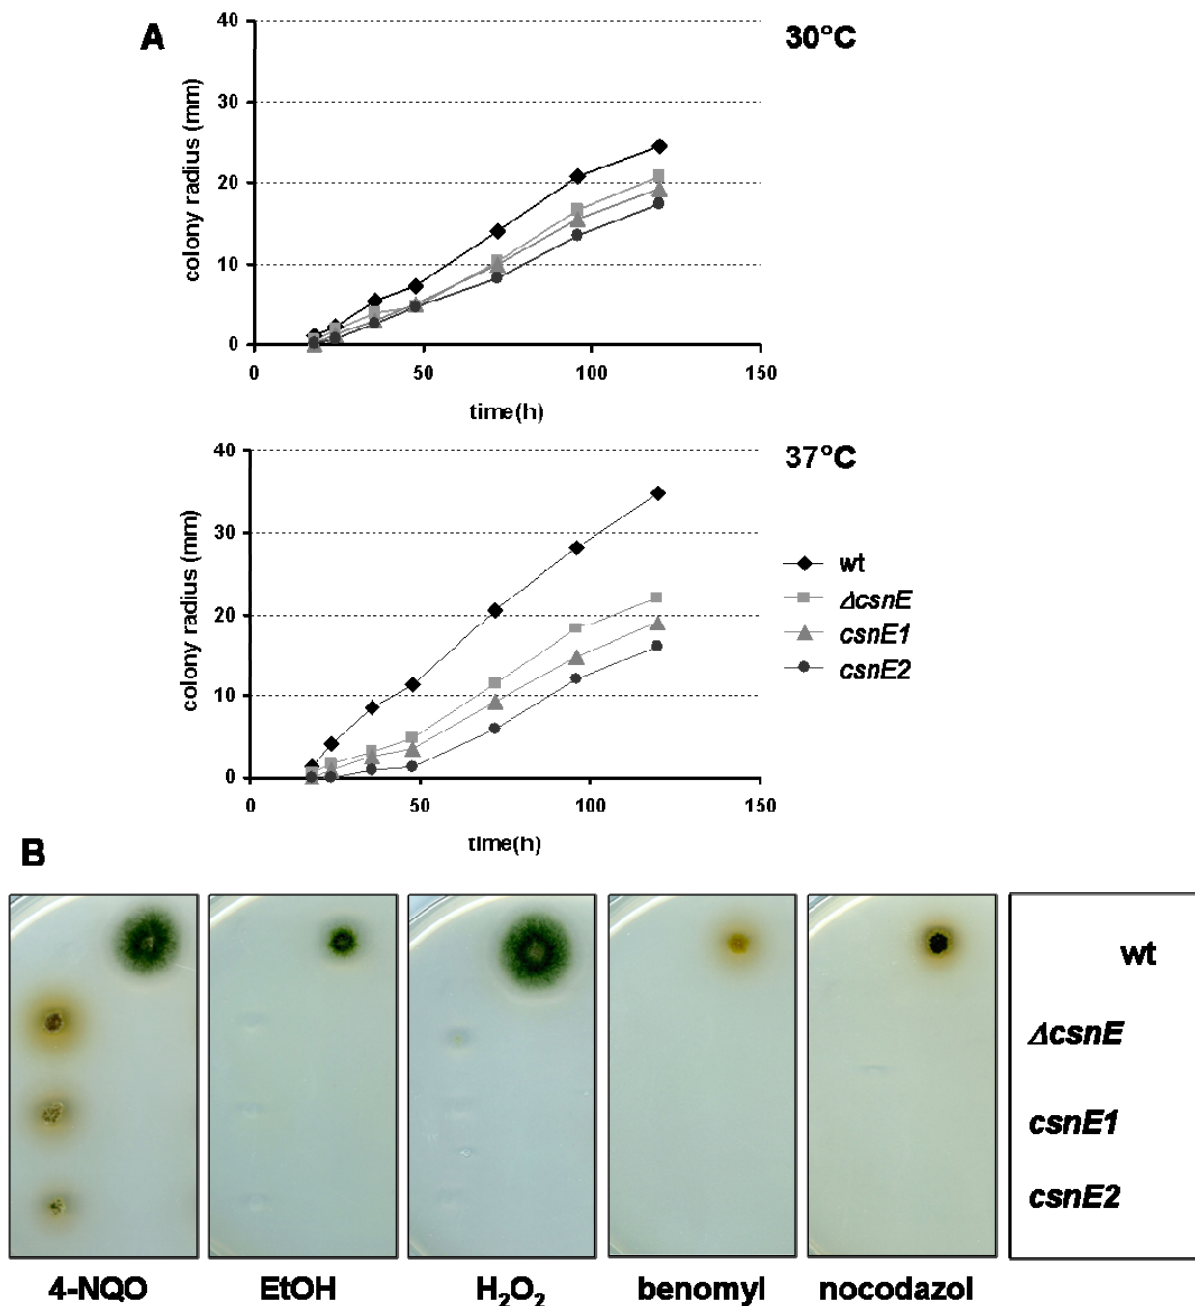 A
30°C
40
30
20
10
0
colony radius (mm)
0 50 100 150
time(h)
37°C
40
30
20
10
0
colony radius (mm)
0 50 100 150
time(h)
wt
ΔcsnE
csnE1
csnE2
B
wt
ΔcsnE
csnE1
csnE2
4-NQO EtOH H₂O₂ benomyl nocodazol